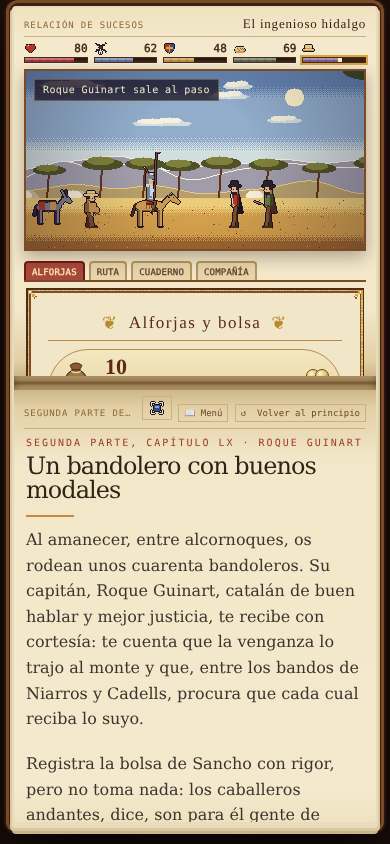 RELACIÓN DE SUCESOS
El ingenioso hidalgo
80 62 48 69
Roque Guinart sale al paso
ALFORJAS RUTA CUADERNO COMPAÑÍA
Alforjas y bolsa
10
SEGUNDA PARTE DE… Menú Volver al principio
SEGUNDA PARTE, CAPÍTULO LX · ROQUE GUINART
Un bandolero con buenos
modales
Al amanecer, entre alcornoques, os
rodean unos cuarenta bandoleros. Su
capitán, Roque Guinart, catalán de buen
hablar y mejor justicia, te recibe con
cortesía: te cuenta que la venganza lo
trajo al monte y que, entre los bandos de
Niarros y Cadells, procura que cada cual
reciba lo suyo.
Registra la bolsa de Sancho con rigor,
pero no toma nada: los caballeros
andantes, dice, son para él gente de